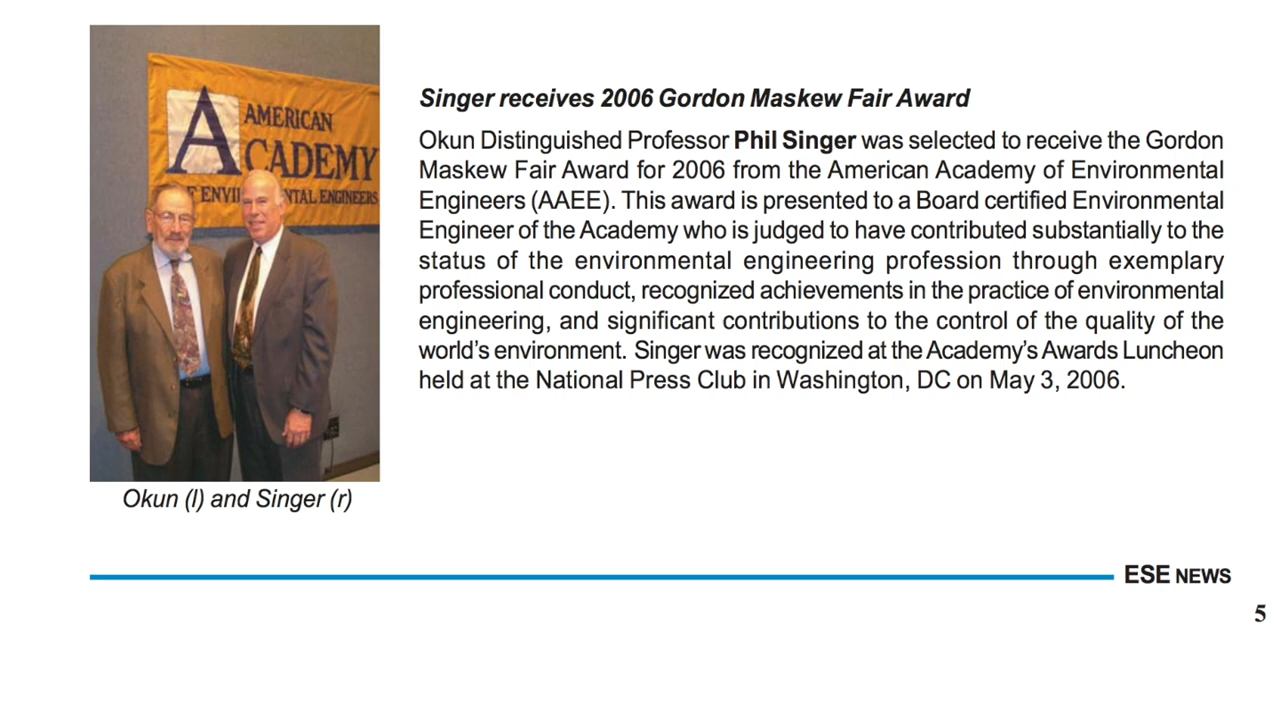 AMERICAN
ACADEMY
ENVI NTAL ENGINEERS
Okun (l) and Singer (r)
Singer receives 2006 Gordon Maskew Fair Award
Okun Distinguished Professor Phil Singer was selected to receive the Gordon
Maskew Fair Award for 2006 from the American Academy of Environmental
Engineers (AAEE). This award is presented to a Board certified Environmental
Engineer of the Academy who is judged to have contributed substantially to the
status of the environmental engineering profession through exemplary
professional conduct, recognized achievements in the practice of environmental
engineering, and significant contributions to the control of the quality of the
world’s environment. Singer was recognized at the Academy’s Awards Luncheon
held at the National Press Club in Washington, DC on May 3, 2006.
ESE NEWS
5